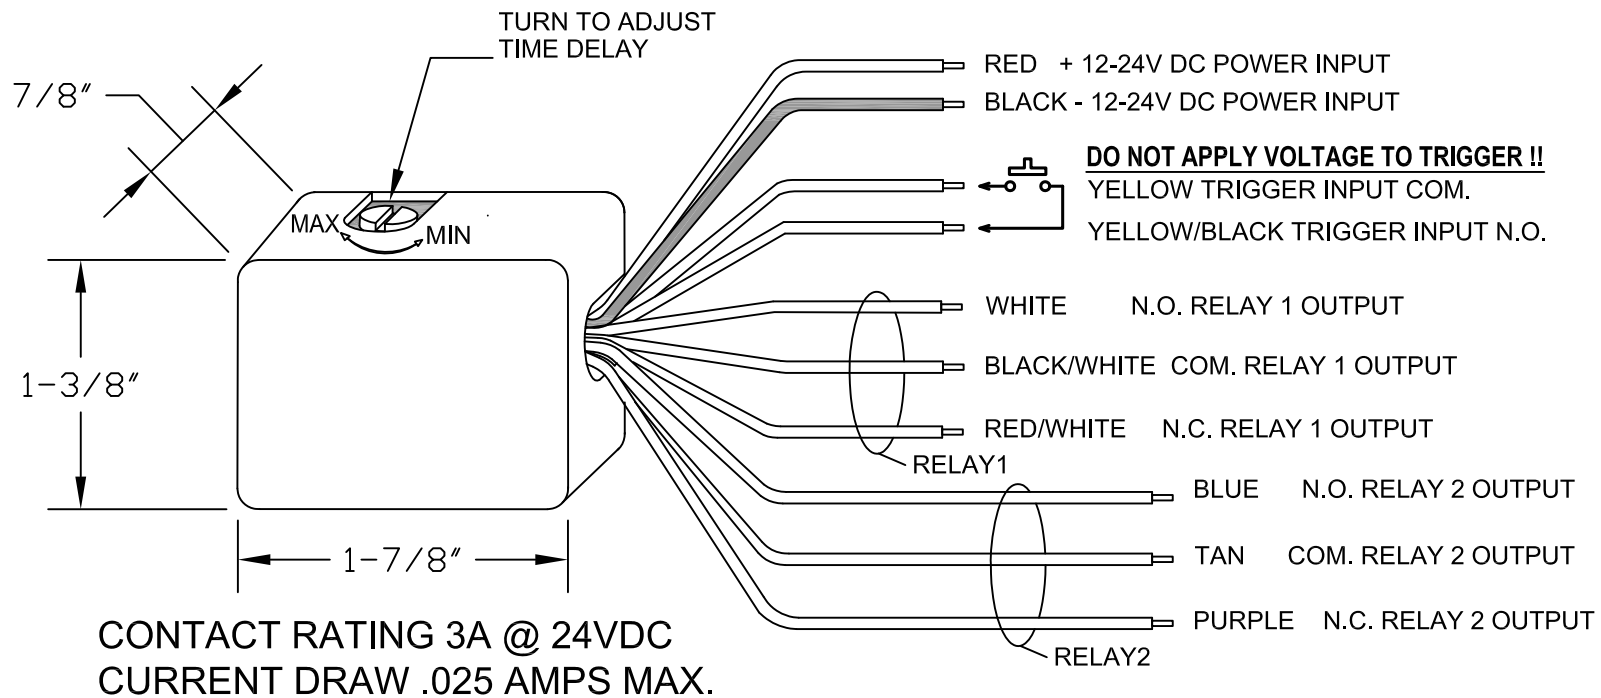 TURN TO ADJUST
TIME DELAY
7/8"
MAX
MIN
1-3/8"
1-7/8"
CONTACT RATING 3A @ 24VDC
CURRENT DRAW .025 AMPS MAX.
RED + 12-24V DC POWER INPUT
BLACK - 12-24V DC POWER INPUT
DO NOT APPLY VOLTAGE TO TRIGGER !!
YELLOW TRIGGER INPUT COM.
YELLOW/BLACK TRIGGER INPUT N.O.
WHITE N.O. RELAY 1 OUTPUT
BLACK/WHITE COM. RELAY 1 OUTPUT
RED/WHITE N.C. RELAY 1 OUTPUT
RELAY1
BLUE N.O. RELAY 2 OUTPUT
TAN COM. RELAY 2 OUTPUT
PURPLE N.C. RELAY 2 OUTPUT
RELAY2